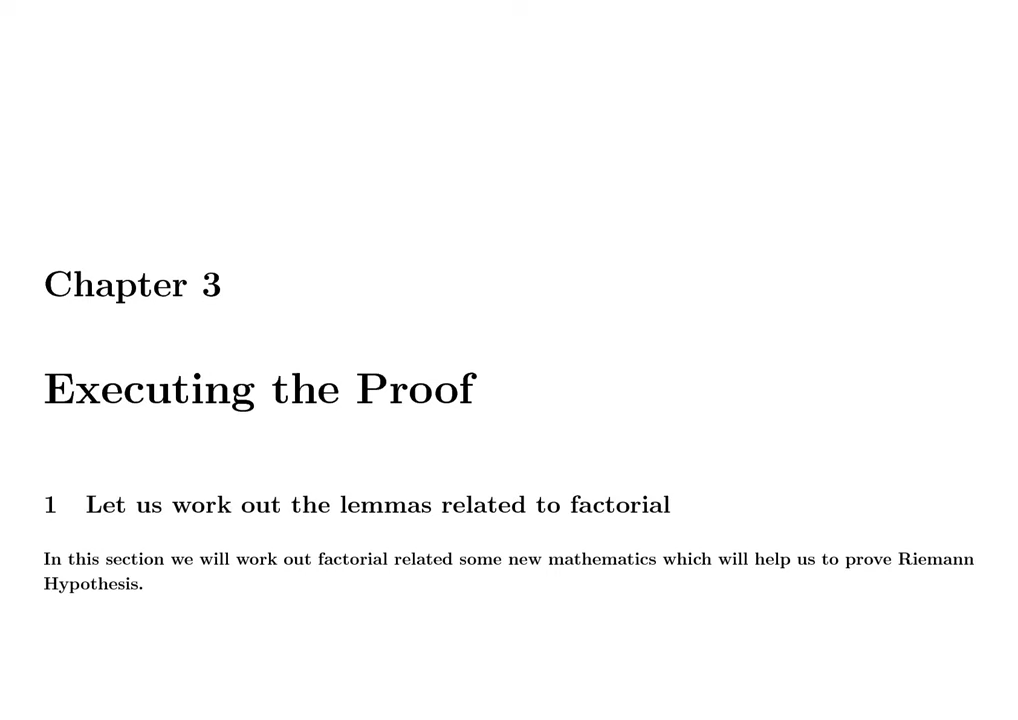 Chapter 3
Executing the Proof
1 Let us work out the lemmas related to factorial
In this section we will work out factorial related some new mathematics which will help us to prove Riemann
Hypothesis.